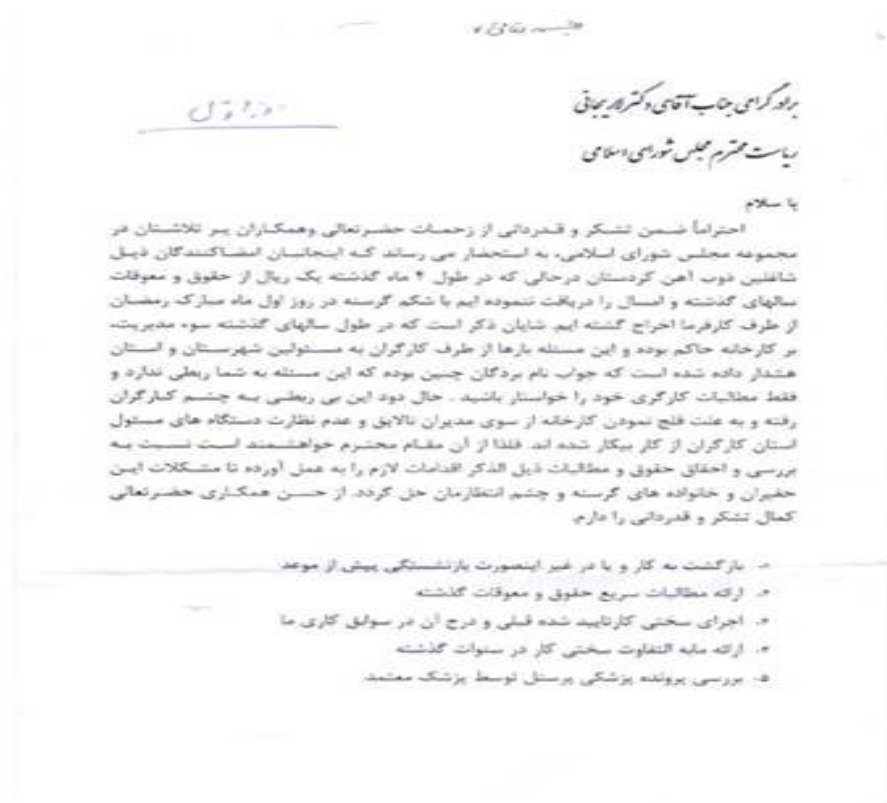 برادر گرامی جناب آقای دکتر لاریجانی
ریاست محترم مجلس شورای اسلامی
با سلام
احتراماً ضمن تشکر و قدردانی از زحمات حضرتعالی وهمکاران پر تلاشتان در
مجموعه مجلس شورای اسلامی، به استحضار می رساند که اینجانبان امضاکنندگان ذیل
شاغلین ذوب آهن کردستان درحالی که در طول ۴ ماه گذشته یک ریال از حقوق و معوقات
سالهای گذشته و امسال را دریافت ننموده ایم با شکم گرسنه در روز اول ماه مبارک رمضان
از طرف کارفرما اخراج گشته ایم. شایان ذکر است که در طول سالهای گذشته سوء مدیریت،
بر کارخانه حاکم بوده و این مسئله بارها از طرف کارگران به مسئولین شهرستان و استان
هشدار داده شده است که جواب نام بردگان چنین بوده که این مسئله به شما ربطی ندارد و
فقط مطالبات کارگری خود را خواستار باشید . حال دود این بی ربطی به چشم کارگران
رفته و به علت فلج نمودن کارخانه از سوی مدیران نالایق و عدم نظارت دستگاه های مسئول
استان کارگران از کار بیکار شده اند. فلذا از آن مقام محترم خواهشمند است نسبت به
بررسی و احقاق حقوق و مطالبات ذیل الذکر اقدامات لازم را به عمل آورده تا مشکلات این
حقیران و خانواده های گرسنه و چشم انتظارمان حل گردد. از حسن همکاری حضرتعالی
کمال تشکر و قدردانی را دارم.
۱- بازگشت به کار و یا در غیر اینصورت بازنشستگی پیش از موعد
۲- ارائه مطالبات سریع حقوق و معوقات گذشته
۳- اجرای سختی کارتایید شده قبلی و درج آن در سوابق کاری ما
۴- ارائه مابه التفاوت سختی کار در سنوات گذشته
۵- بررسی پرونده پزشکی پرسنل توسط پزشک معتمد